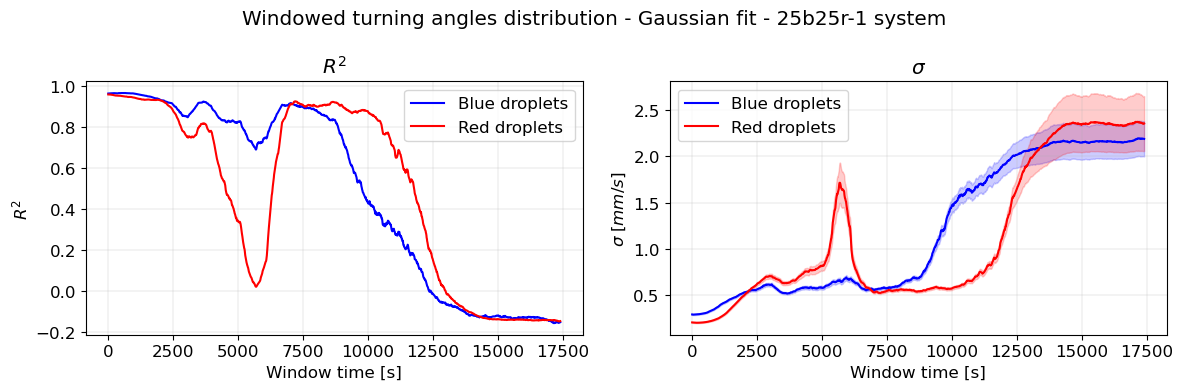 Windowed turning angles distribution - Gaussian fit - 25b25r-1 system
R²
Blue droplets
Red droplets
1.0
0.8
0.6
0.4
0.2
0.0
−0.2
R²
0 2500 5000 7500 10000 12500 15000 17500
Window time [s]
σ
Blue droplets
Red droplets
2.5
2.0
1.5
1.0
0.5
σ [mm/s]
0 2500 5000 7500 10000 12500 15000 17500
Window time [s]